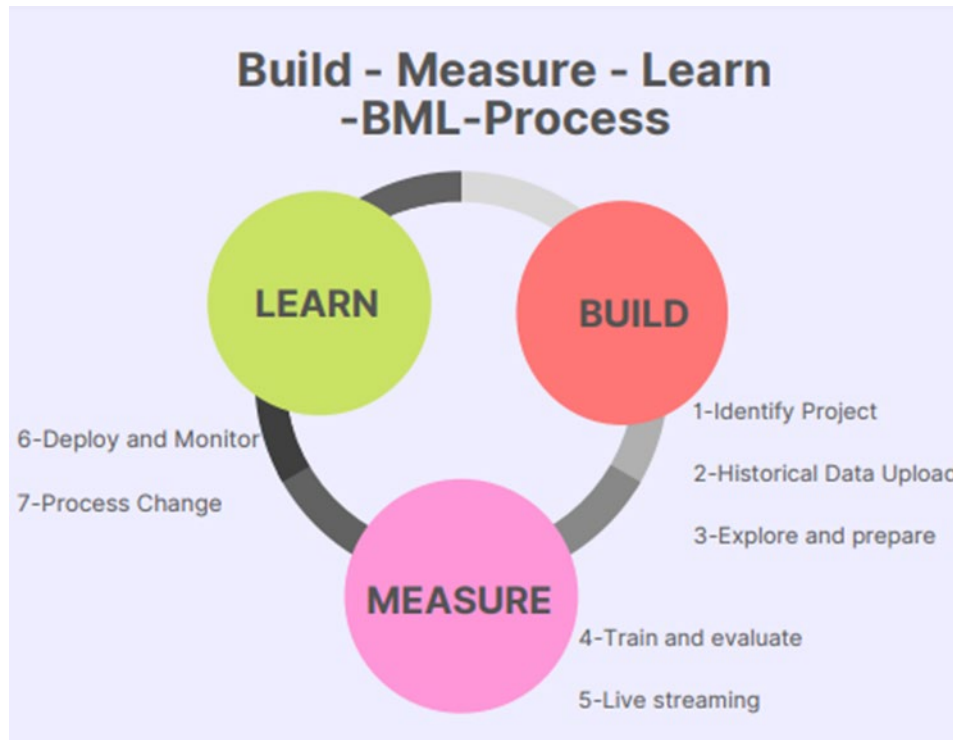 Build - Measure - Learn
-BML-Process
LEARN
BUILD
1-Identify Project
6-Deploy and Monitor
2-Historical Data Upload
7-Process Change
3-Explore and prepare
MEASURE
4-Train and evaluate
5-Live streaming